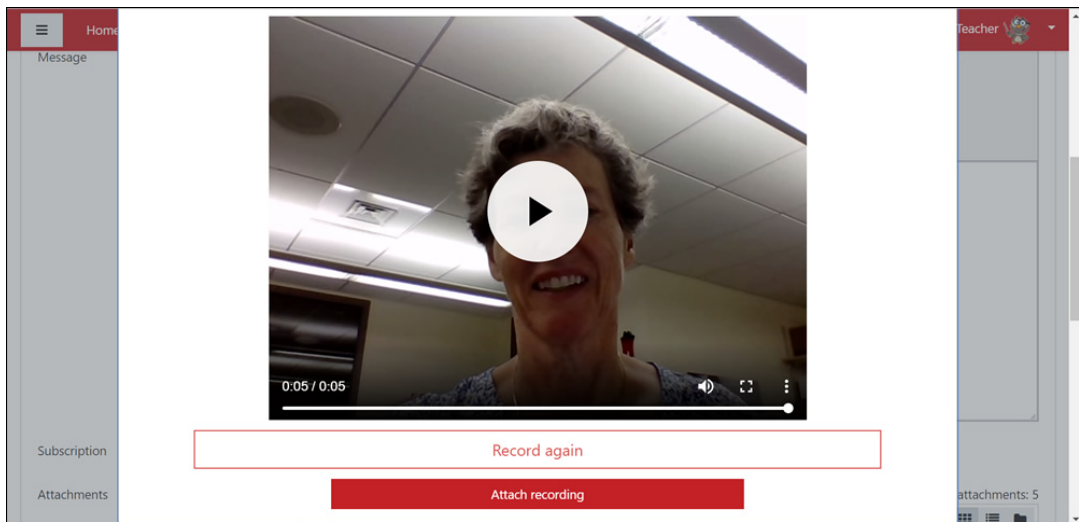 Home
Teacher
Message
0:05 / 0:05
Record again
Subscription
Attach recording
Attachments
attachments: 5